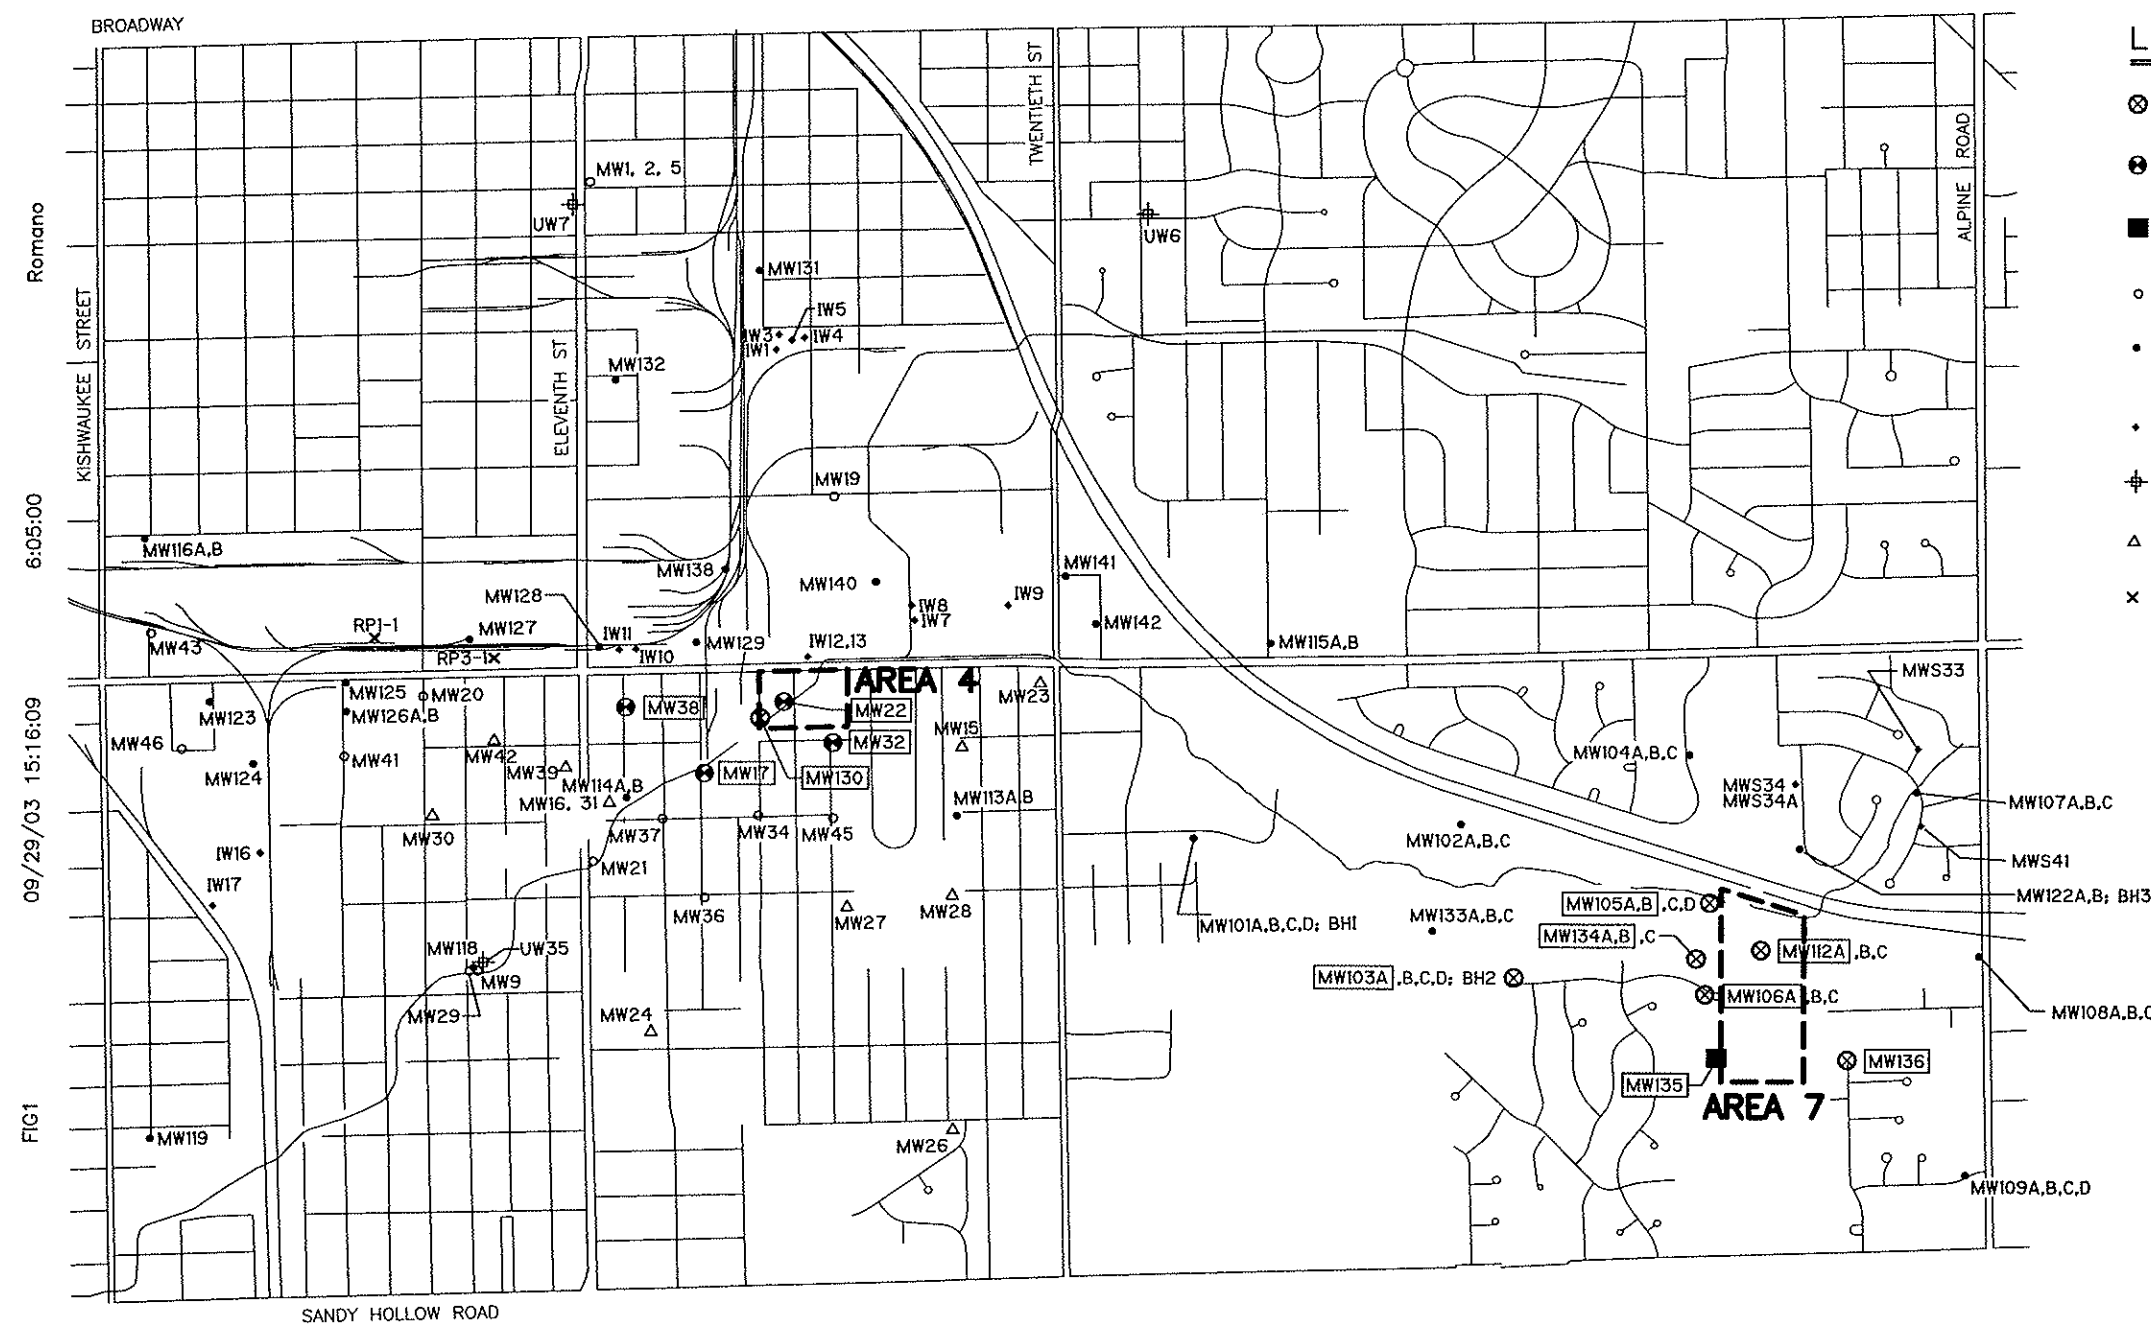 BROADWAY
Romano
6:05:00
09/29/03 15:16:09
FIG1
KISHWAUKEE STREET
ELEVENTH ST
TWENTIETH ST
ALPINE ROAD
MW1, 2, 5
UW7
UW6
MW131
IW5
IW3
IW4
IW1
MW132
MW19
MW116A,B
MW138
MW140
MW141
MW128
IW8
IW9
IW7
MW142
RP1-1
MW127
IW11
MW129
IW12,13
MW115A,B
MW43
RP3-1
IW10
AREA 4
MW23
MWS33
MW125
MW20
MW123
MW126A,B
MW38
MW22
MW15
MW46
MW42
MW32
MW41
MW39
MW104A,B,C
MW124
MW17
MW130
MW114A,B
MWS34
MWS34A
MW16, 31
MW113A,B
MW107A,B,C
MW30
MW37
MW34
MW45
MW102A,B,C
IW16
MW21
MWS41
IW17
MW122A,B; BH3
MW36
MW27
MW28
MW105A,B ,C,D
MW101A,B,C,D; BH1
MW133A,B,C
MW134A,B ,C
MW118
UW35
MW112A ,B,C
MW9
MW103A ,B,C,D; BH2
MW106A ,B,C
MW29
MW24
MW108A,B,C
MW136
MW135
AREA 7
MW119
MW26
MW109A,B,C,D
SANDY HOLLOW ROAD